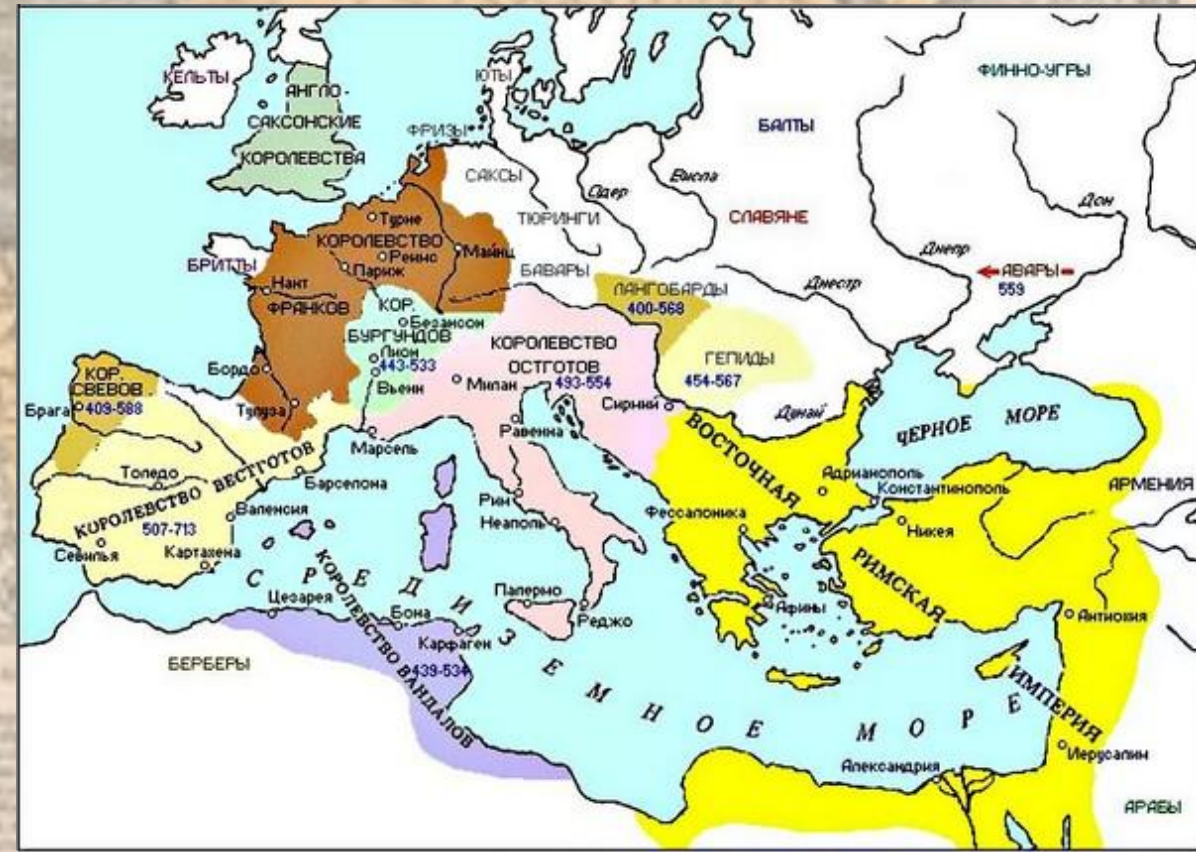 КЕЛЬТЫ
АНГЛО-
САКСОНСКИЕ
КОРОЛЕВСТВА
ЮТЫ
ФРИЗЫ
САКСЫ
ТЮРИНГИ
БАВАРЫ
БАЛТЫ
ФИННО-УГРЫ
СЛАВЯНЕ
Одер
Висла
Днепр
Дон
Днестр
АВАРЫ
559
БРИТТЫ
Турне
КОРОЛЕВСТВО
Реймс
Париж
Майнц
Нант
ФРАНКОВ
Бордо
Тулуза
КОР.
Безансон
БУРГУНДОВ
Лион
443-533
Вьенн
ЛАНГОБАРДЫ
400-568
ГЕПИДЫ
454-567
КОРОЛЕВСТВО
ОСТГОТОВ
493-554
Милан
Сирмий
Равенна
Марсель
Рим
Неаполь
Палермо
Реджо
КОР.
СВЕВОВ
409-588
Брага
Толедо
КОРОЛЕВСТВО ВЕСТГОТОВ
507-713
Барселона
Валенсия
Севилья
Картахена
Дунай
ЧЕРНОЕ МОРЕ
ВОСТОЧНАЯ
РИМСКАЯ
ИМПЕРИЯ
Адрианополь
Константинополь
Фессалоника
Никея
Афины
АРМЕНИЯ
Антиохия
Иерусалим
Александрия
АРАБЫ
СРЕДИЗЕМНОЕ МОРЕ
Цезарея
Бона
Карфаген
КОРОЛЕВСТВО ВАНДАЛОВ
439-534
БЕРБЕРЫ